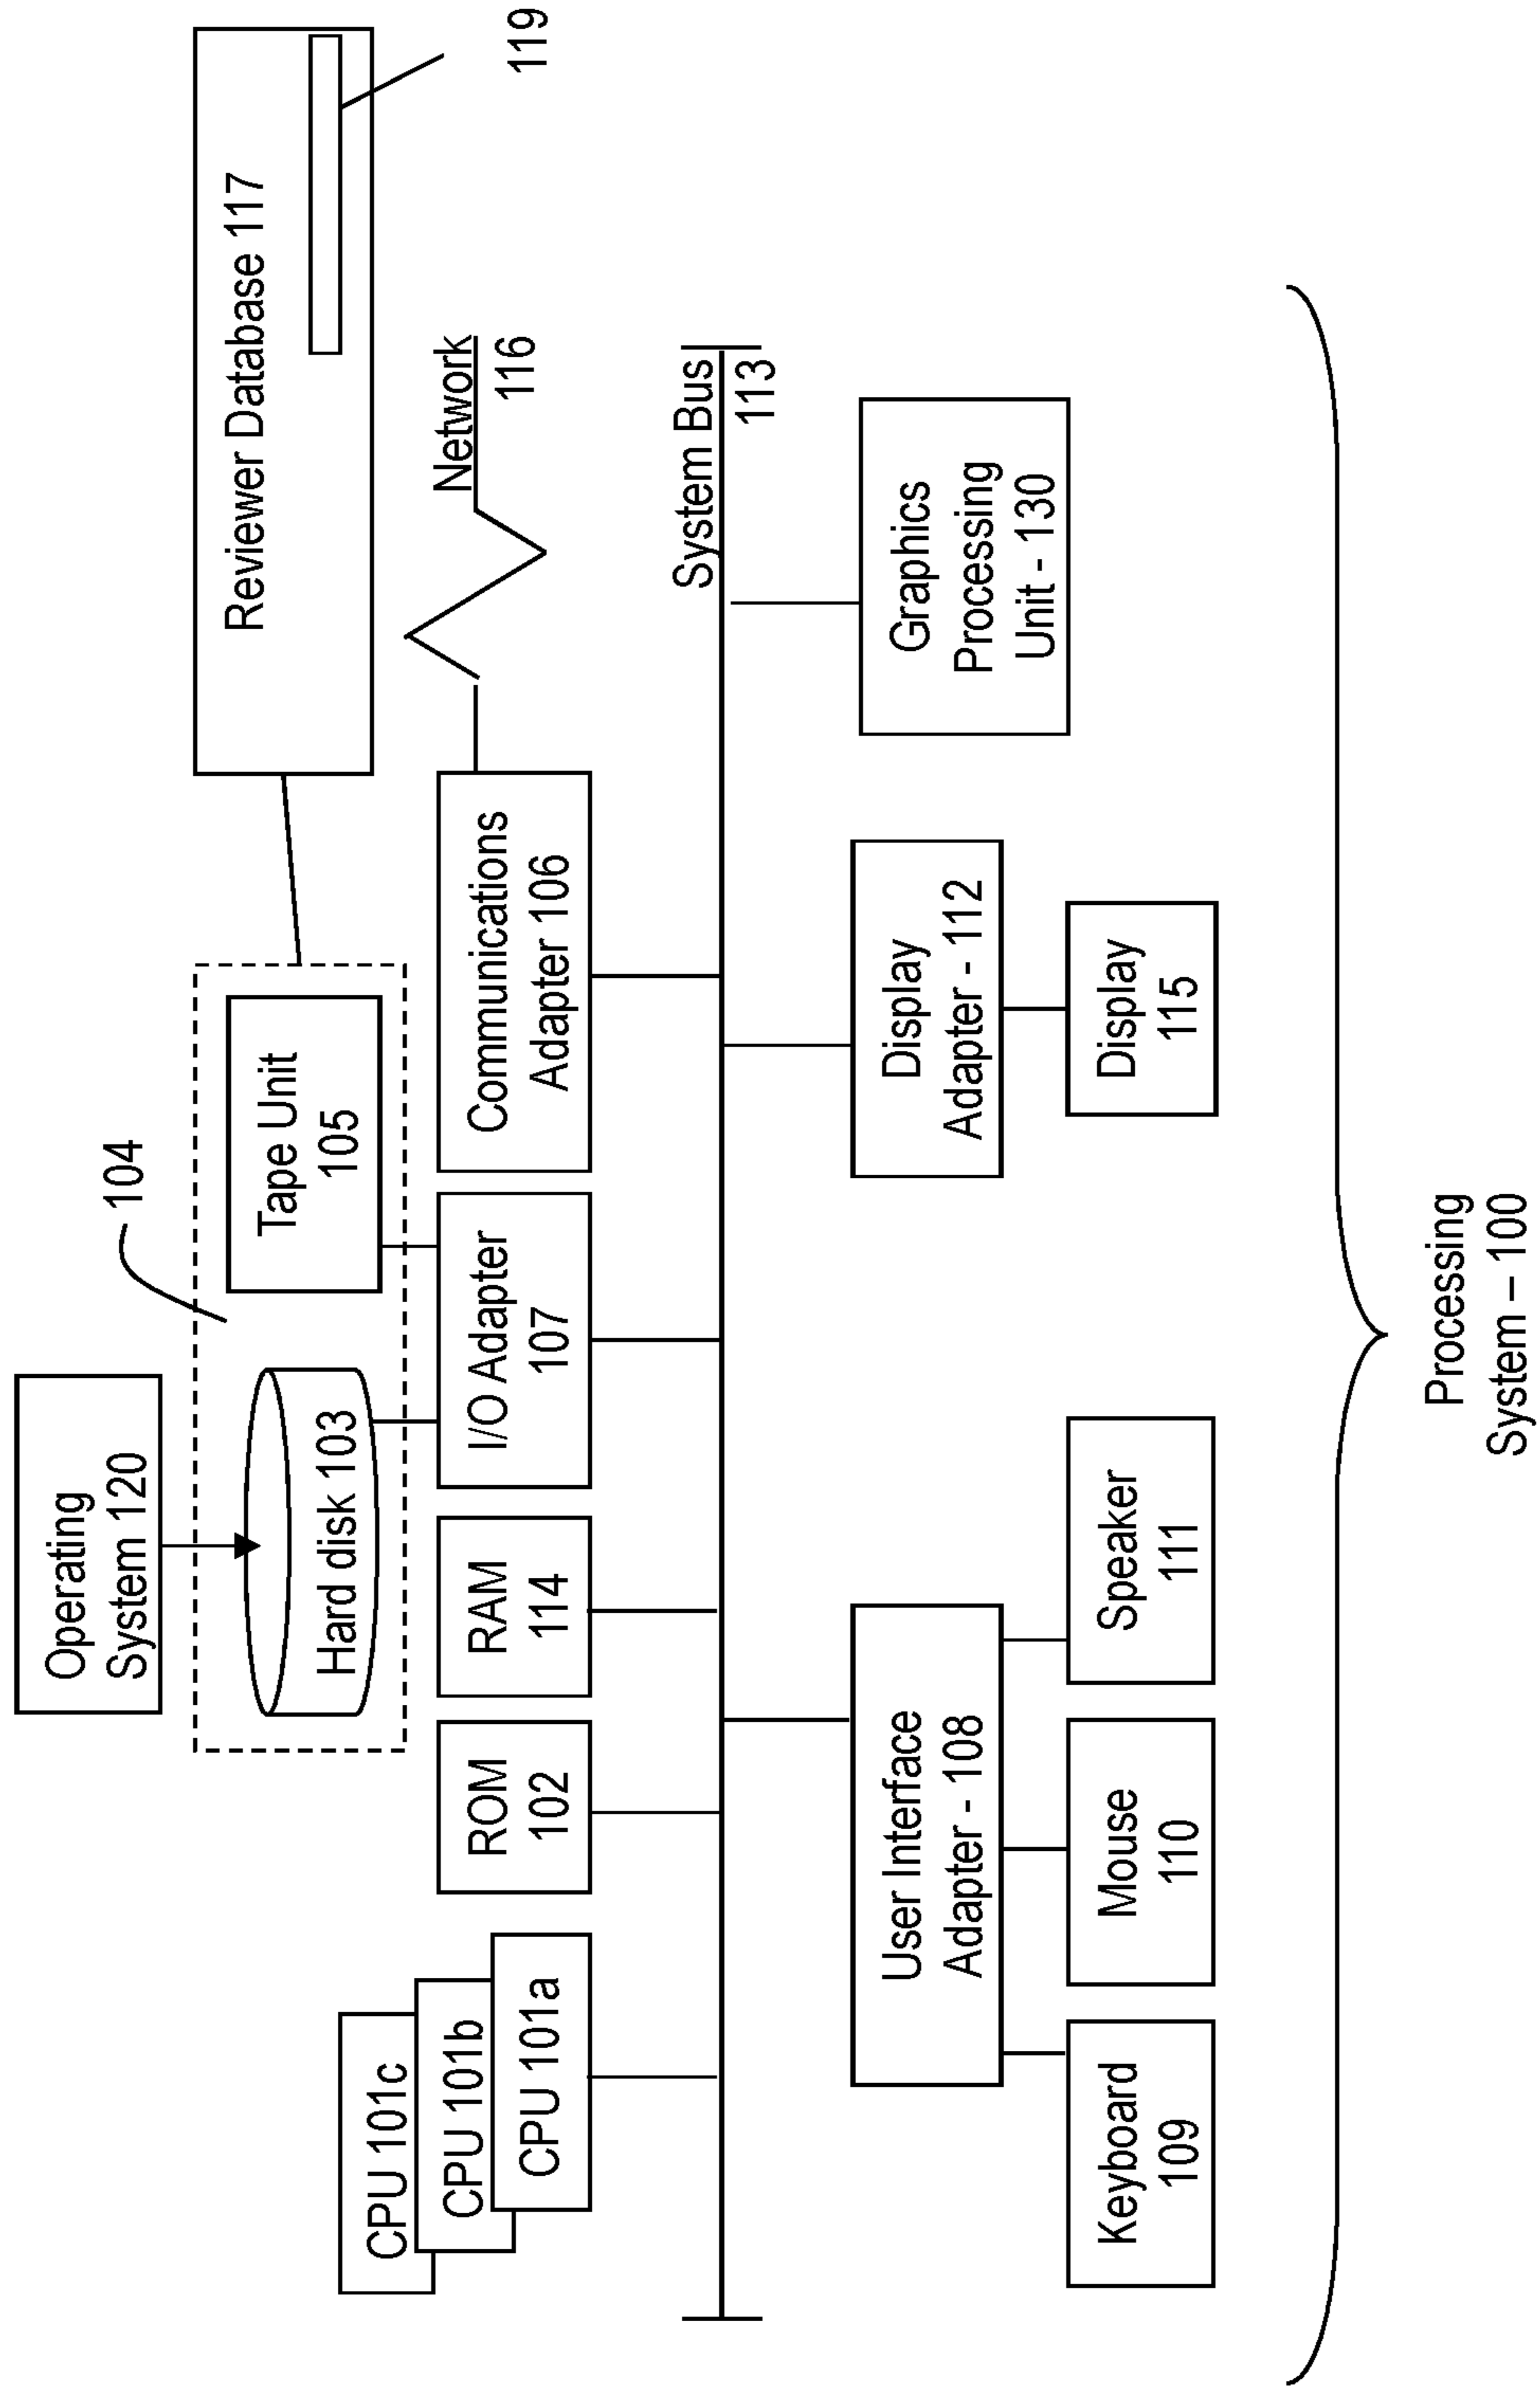 Operating
System 120
104
Reviewer Database 117
119
Hard disk 103
Tape Unit
105
Network
116
CPU 101c
CPU 101b
CPU 101a
ROM
102
RAM
114
I/O Adapter
107
Communications
Adapter 106
System Bus
113
User Interface
Adapter - 108
Display
Adapter - 112
Graphics
Processing
Unit - 130
Keyboard
109
Mouse
110
Speaker
111
Display
115
Processing
System – 100